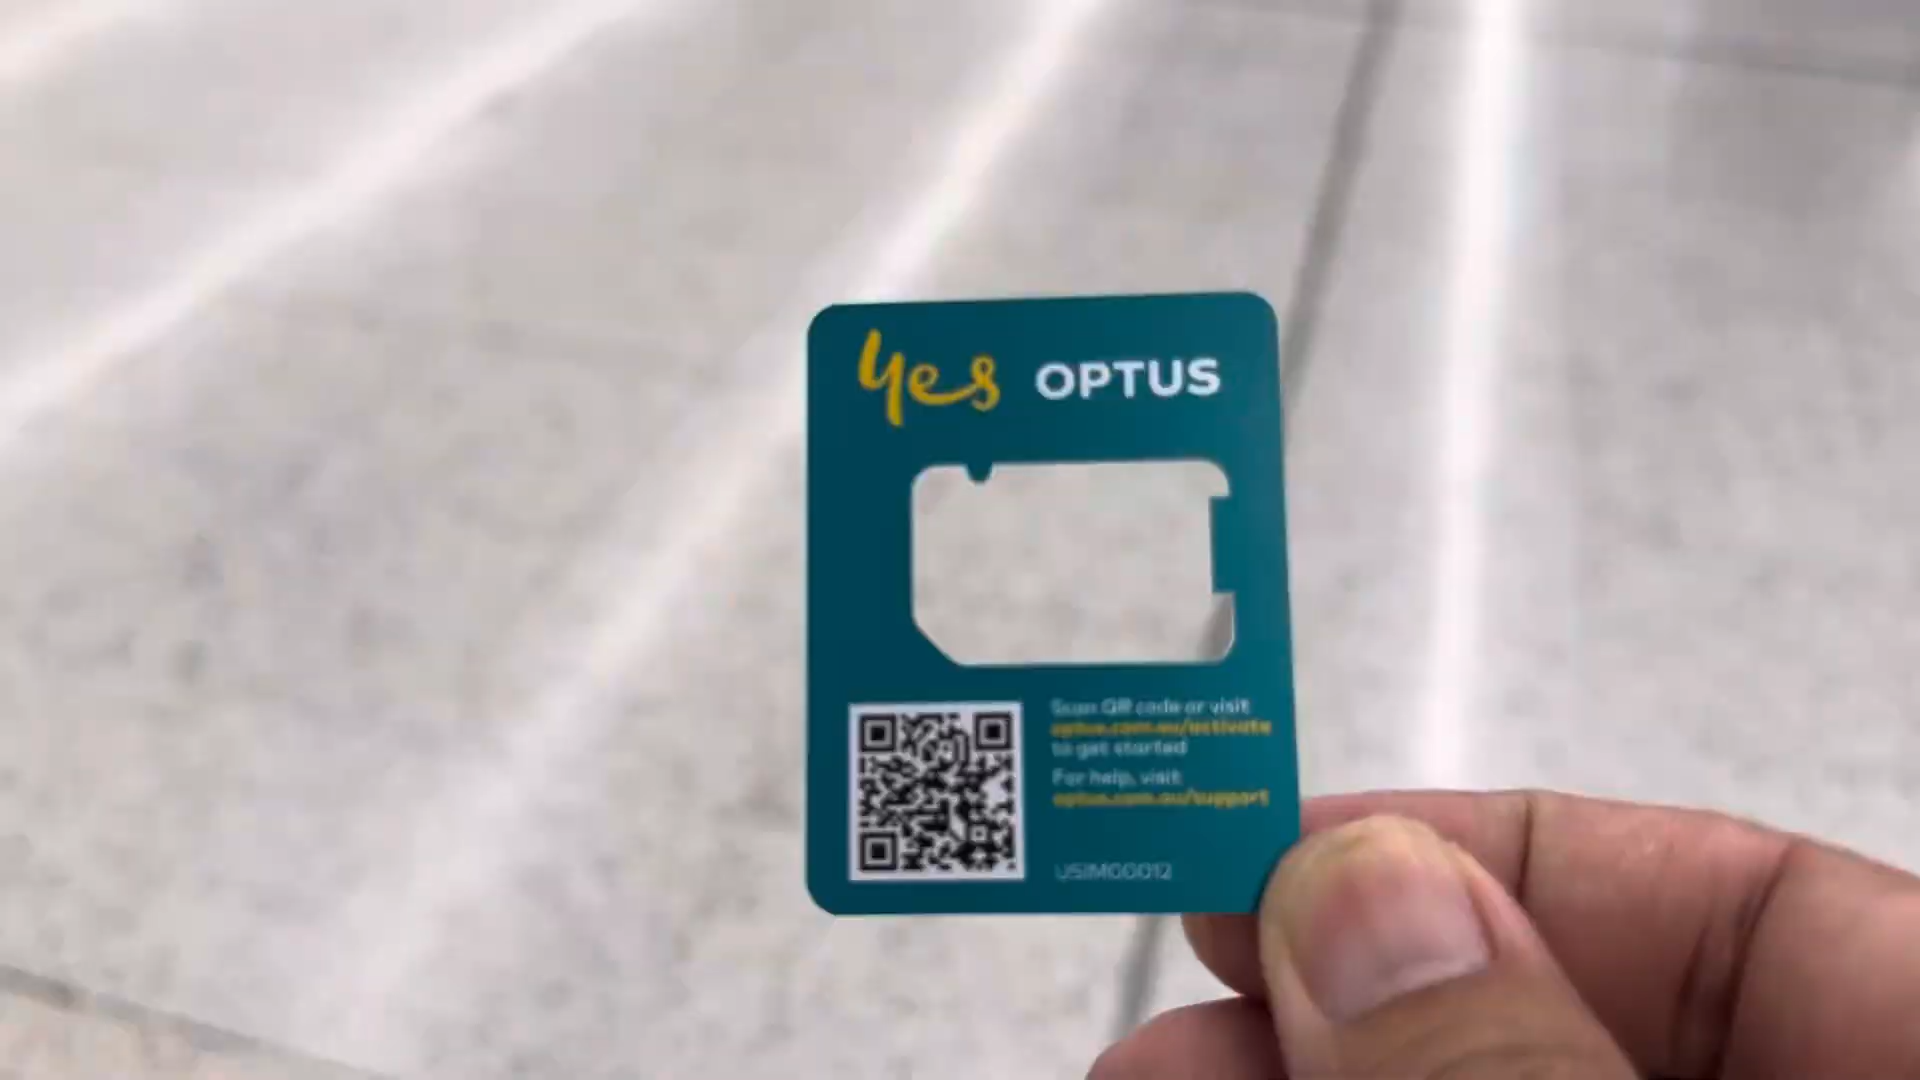 yes OPTUS
Scan QR code or visit
optus.com.au/activate
to get started
For help, visit
optus.com.au/support
USIM00012